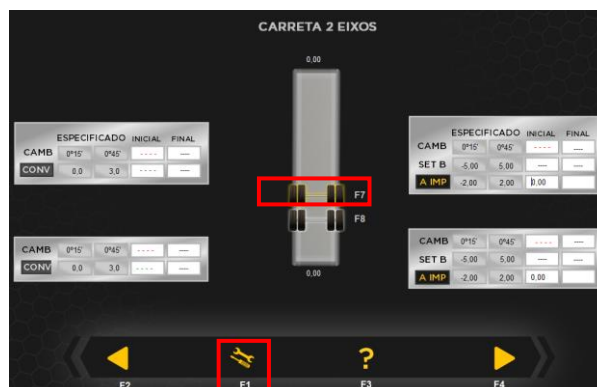 CARRETA 2 EIXOS
0,00
ESPECIFICADO INICIAL FINAL
CAMB 0°15' 0°45' ---- ---
CONV 0,0 3,0 ---- ---
ESPECIFICADO INICIAL FINAL
CAMB 0°15' 0°45' ---- ---
SET B -5,00 5,00 --- ---
A IMP -2,00 2,00 0,00
F7
F8
CAMB 0°15' 0°45' ---- ---
CONV 0,0 3,0 ---- ---
CAMB 0°15' 0°45' ---- ---
SET B -5,00 5,00 --- ---
A IMP -2,00 2,00 0,00
0,00
?
F2 F1 F3 F4